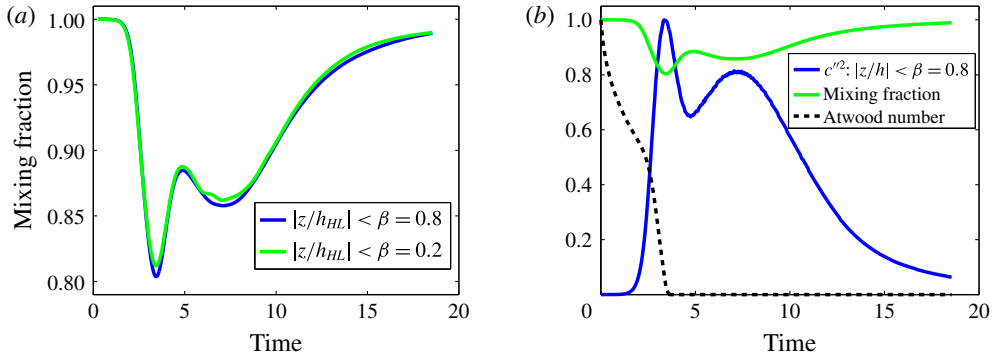 (a)
1.00
0.95
0.90
0.85
0.80
Mixing fraction
|z/h_HL| < β = 0.8
|z/h_HL| < β = 0.2
0 5 10 15 20
Time
(b)
1.0
0.8
0.6
0.4
0.2
c″²: |z/h| < β = 0.8
Mixing fraction
Atwood number
0 5 10 15 20
Time